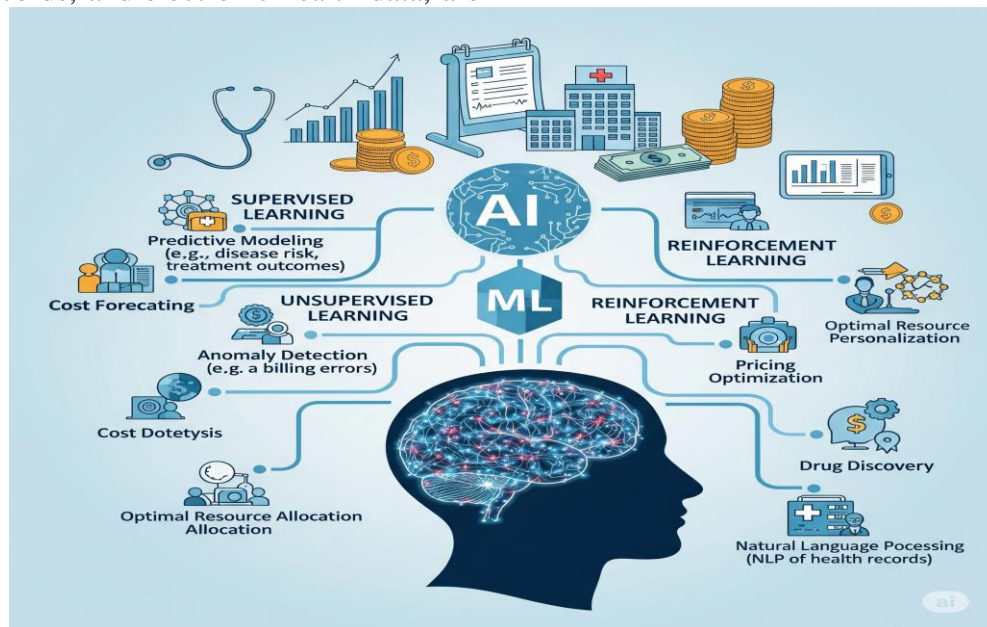 AI
SUPERVISED
LEARNING
Predictive Modeling
(e,g., disease risk,
treatment outcomes)
Cost Forecating
REINFORCEMENT
LEARNING
Optimal Resource
Personalization
ML
UNSUPERVISED
LEARNING
Anomaly Detection
(e.g. a billing errors)
REINFORCEMENT
LEARNING
Pricing
Optimization
Cost Dotetysis
Drug Discovery
Optimal Resource Allocation
Allocation
Natural Language Pocessing
(NLP of health records)
ai